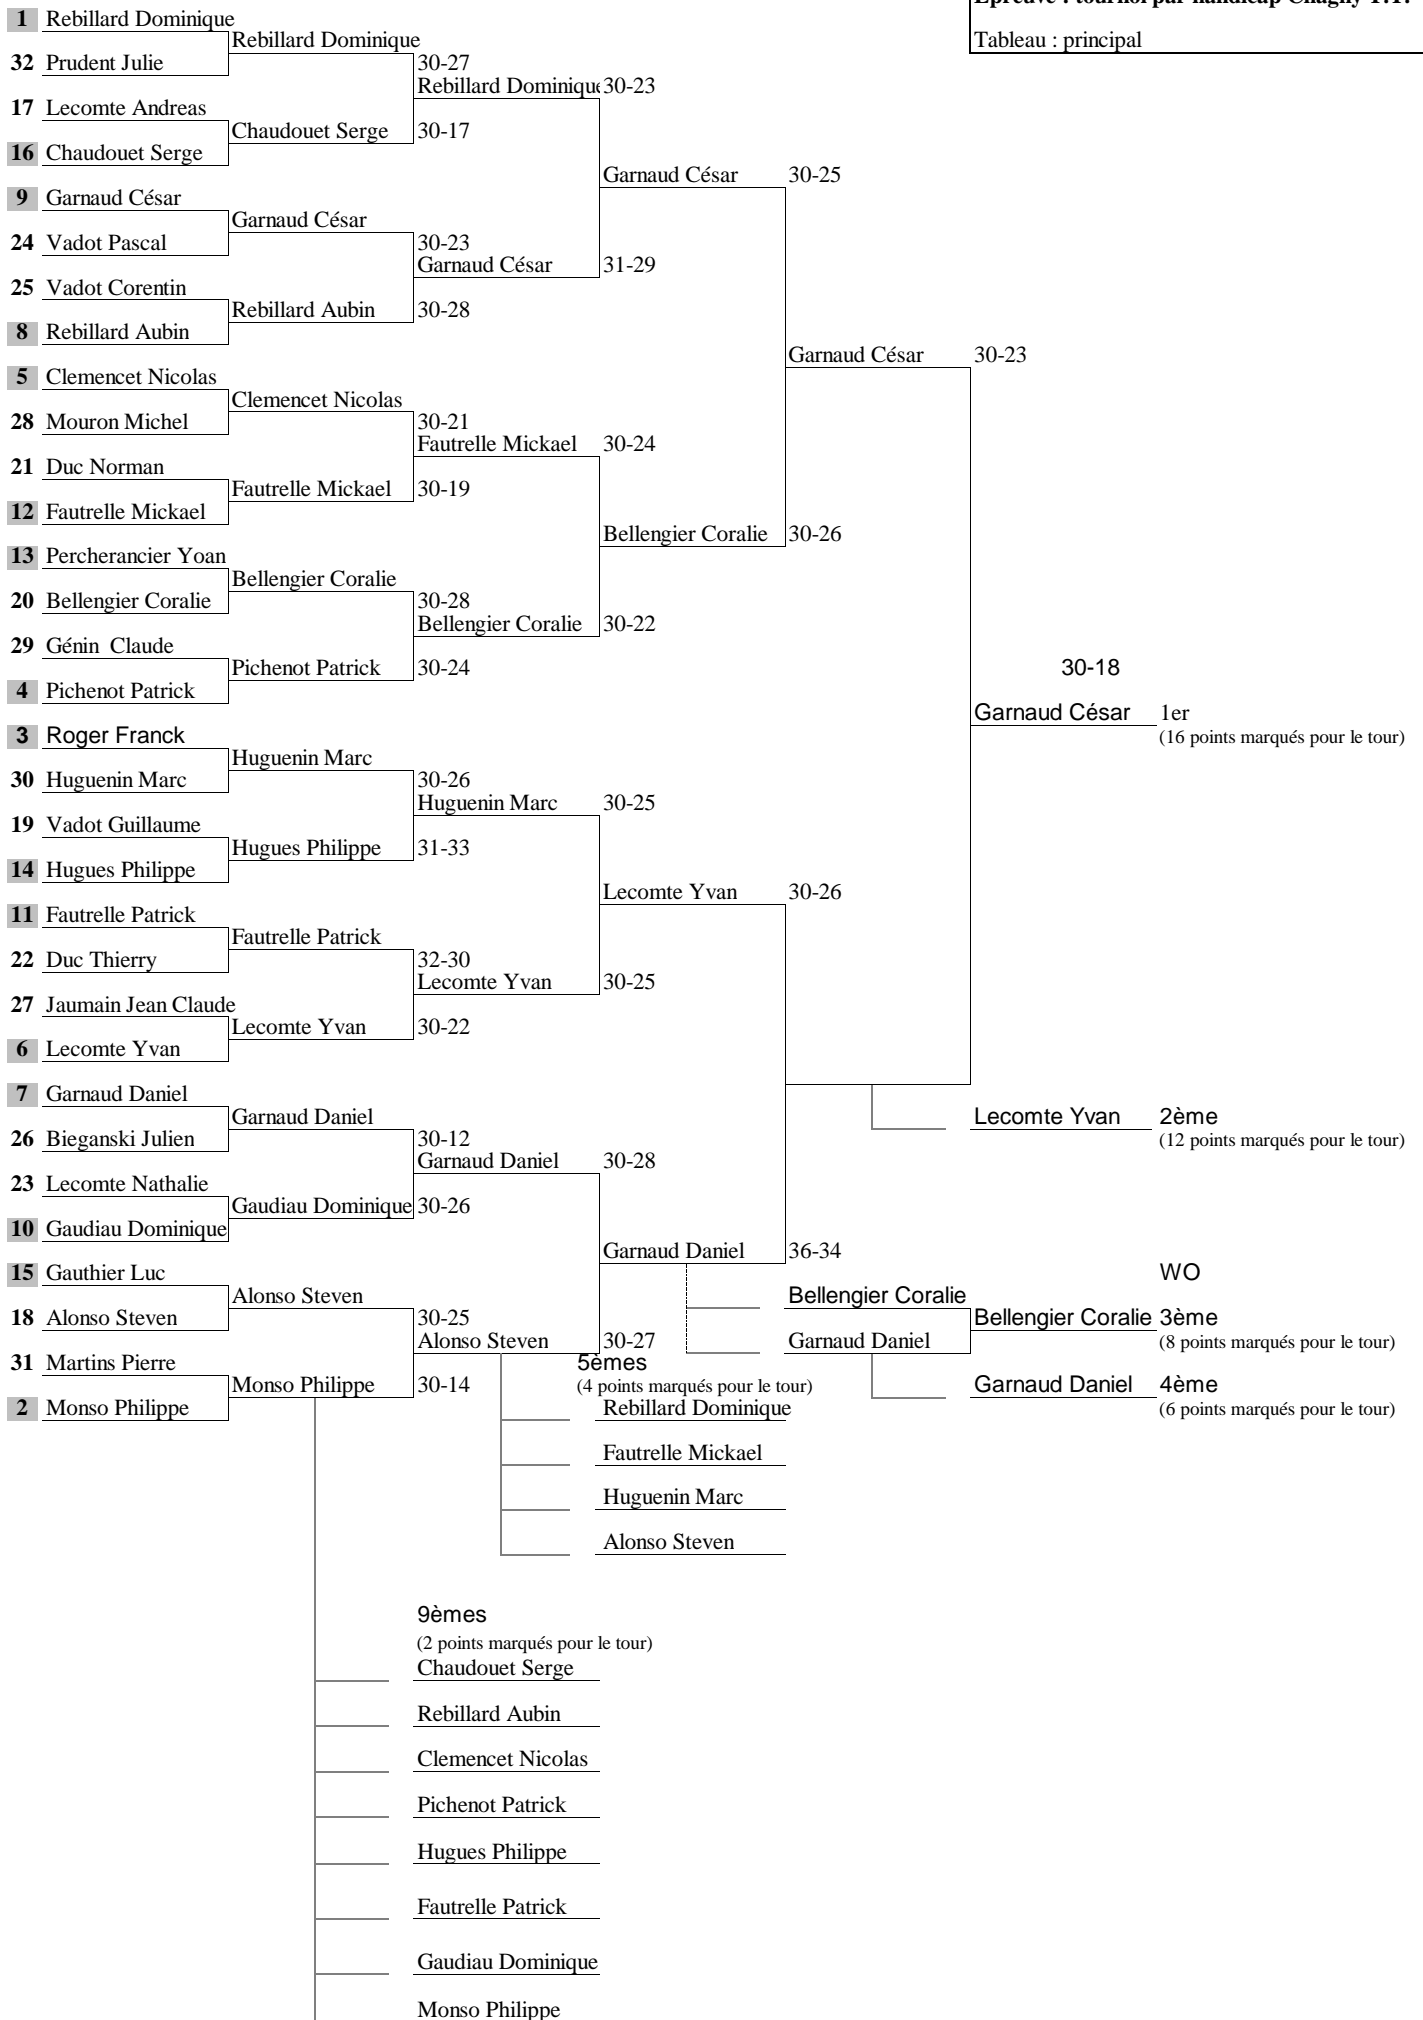 Epreuve : tournoi par handicap Chagny T.T.
Tableau : principal
1 Rebillard Dominique
Rebillard Dominique
32 Prudent Julie
30-27
Rebillard Dominique 30-23
17 Lecomte Andreas
Chaudouet Serge 30-17
16 Chaudouet Serge
Garnaud César 30-25
9 Garnaud César
Garnaud César
24 Vadot Pascal
30-23
Garnaud César 31-29
25 Vadot Corentin
Rebillard Aubin 30-28
8 Rebillard Aubin
Garnaud César 30-23
5 Clemencet Nicolas
Clemencet Nicolas
28 Mouron Michel
30-21
Fautrelle Mickael 30-24
21 Duc Norman
Fautrelle Mickael 30-19
12 Fautrelle Mickael
Bellengier Coralie 30-26
13 Percherancier Yoan
Bellengier Coralie
20 Bellengier Coralie
30-28
Bellengier Coralie 30-22
29 Génin  Claude
Pichenot Patrick 30-24
30-18
4 Pichenot Patrick
Garnaud César 1er
(16 points marqués pour le tour)
3 Roger Franck
Huguenin Marc
30 Huguenin Marc
30-26
Huguenin Marc 30-25
19 Vadot Guillaume
Hugues Philippe 31-33
14 Hugues Philippe
Lecomte Yvan 30-26
11 Fautrelle Patrick
Fautrelle Patrick
22 Duc Thierry
32-30
Lecomte Yvan 30-25
27 Jaumain Jean Claude
Lecomte Yvan 30-22
6 Lecomte Yvan
7 Garnaud Daniel
Garnaud Daniel
Lecomte Yvan 2ème
(12 points marqués pour le tour)
26 Bieganski Julien
30-12
Garnaud Daniel 30-28
23 Lecomte Nathalie
Gaudiau Dominique 30-26
10 Gaudiau Dominique
Garnaud Daniel 36-34
15 Gauthier Luc
WO
Alonso Steven
Bellengier Coralie
18 Alonso Steven
30-25
Bellengier Coralie 3ème
(8 points marqués pour le tour)
Alonso Steven 30-27
Garnaud Daniel
31 Martins Pierre
5èmes
(4 points marqués pour le tour)
Monso Philippe 30-14
Garnaud Daniel 4ème
(6 points marqués pour le tour)
2 Monso Philippe
Rebillard Dominique
Fautrelle Mickael
Huguenin Marc
Alonso Steven
9èmes
(2 points marqués pour le tour)
Chaudouet Serge
Rebillard Aubin
Clemencet Nicolas
Pichenot Patrick
Hugues Philippe
Fautrelle Patrick
Gaudiau Dominique
Monso Philippe